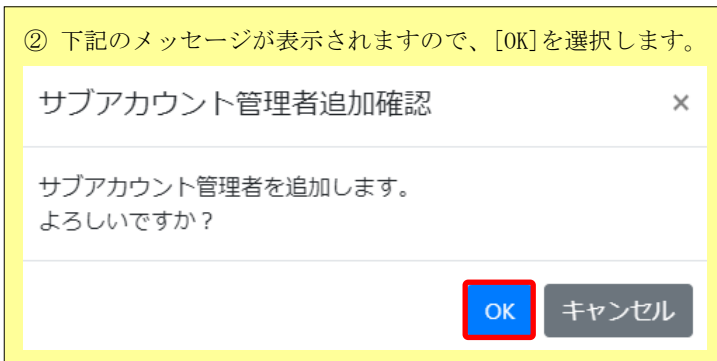 ② 下記のメッセージが表示されますので、[OK]を選択します。
サブアカウント管理者追加確認 ×
サブアカウント管理者を追加します。
よろしいですか？
OK キャンセル